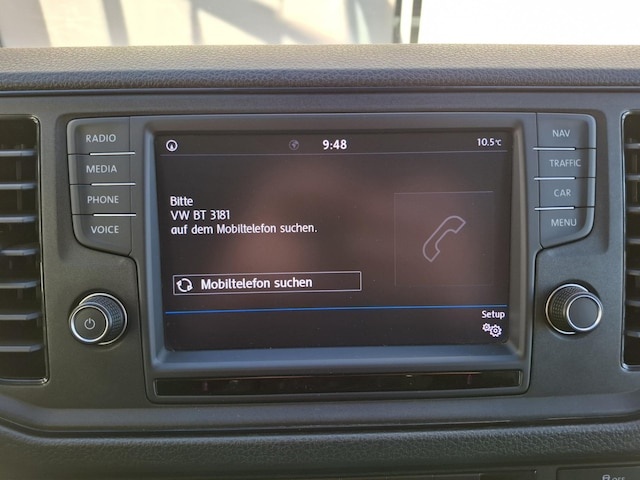 RADIO
MEDIA
PHONE
VOICE
9:48
10.5°C
Bitte
VW BT 3181
auf dem Mobiltelefon suchen.
Mobiltelefon suchen
Setup
NAV
TRAFFIC
CAR
MENU
OFF